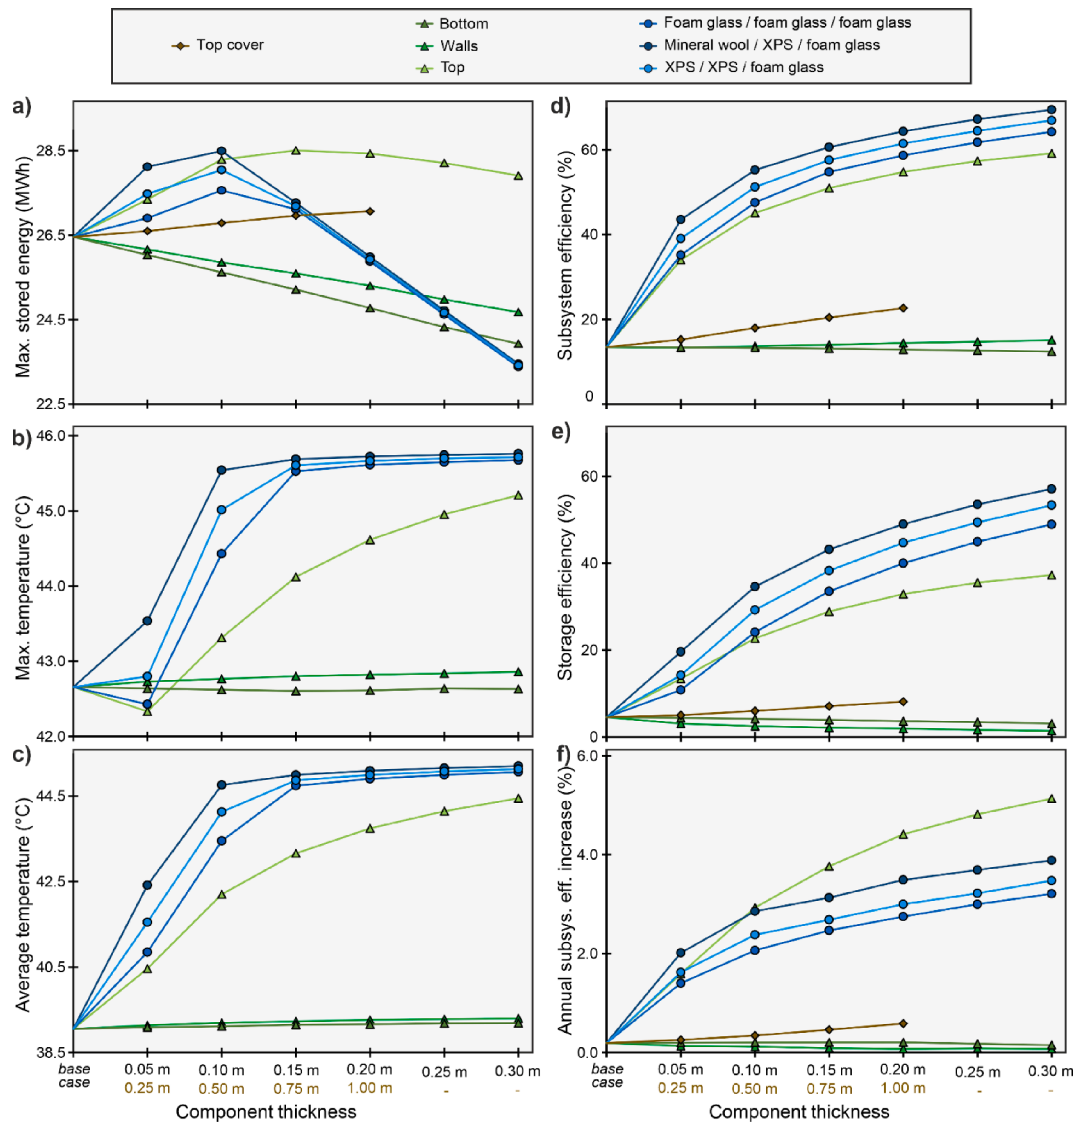 Top cover
Bottom
Walls
Top
Foam glass / foam glass / foam glass
Mineral wool / XPS / foam glass
XPS / XPS / foam glass
a)
Max. stored energy (MWh)
28.5
26.5
24.5
22.5
b)
Max. temperature (°C)
46.0
45.0
44.0
43.0
42.0
c)
Average temperature (°C)
44.5
42.5
40.5
38.5
base case
0.05 m 0.10 m 0.15 m 0.20 m 0.25 m 0.30 m
0.25 m 0.50 m 0.75 m 1.00 m - -
Component thickness
d)
Subsystem efficiency (%)
60
40
20
0
e)
Storage efficiency (%)
60
40
20
0
f)
Annual subsys. eff. increase (%)
6.0
4.0
2.0
0.0
base case
0.05 m 0.10 m 0.15 m 0.20 m 0.25 m 0.30 m
0.25 m 0.50 m 0.75 m 1.00 m - -
Component thickness